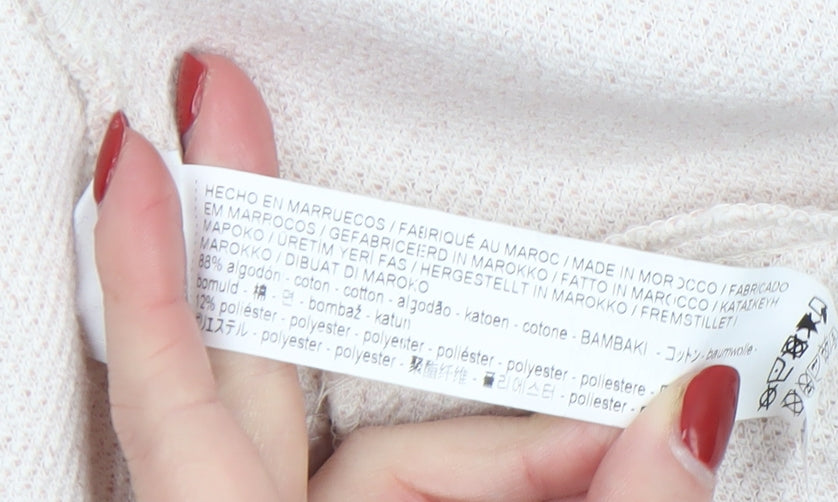 HECHO EN MARRUECOS / FABRIQUÉ AU MAROC / MADE IN MOROCCO / FABRICADO
EM MARROCOS / GEFABRICEERD IN MAROKKO / FATTO IN MAROCCO / ΚΑΤΑΣΚΕΥΗ
ΜΑΡΟΚΟ / ÜRETİM YERİ FAS / HERGESTELLT IN MAROKKO / FREMSTILLET I
MAROKKO / DIBUAT DI MAROKO
88% algodón - coton - cotton - algodão - katoen - cotone - BAMBAKI - コットン - baumwolle -
bomuld - 棉 - 면 - bombaž - katun
12% poliéster - polyester - polyester - poliéster - polyester - poliestere -
ポリエステル - polyester - polyester - 聚酯纤维 - 폴리에스터 - poliester -